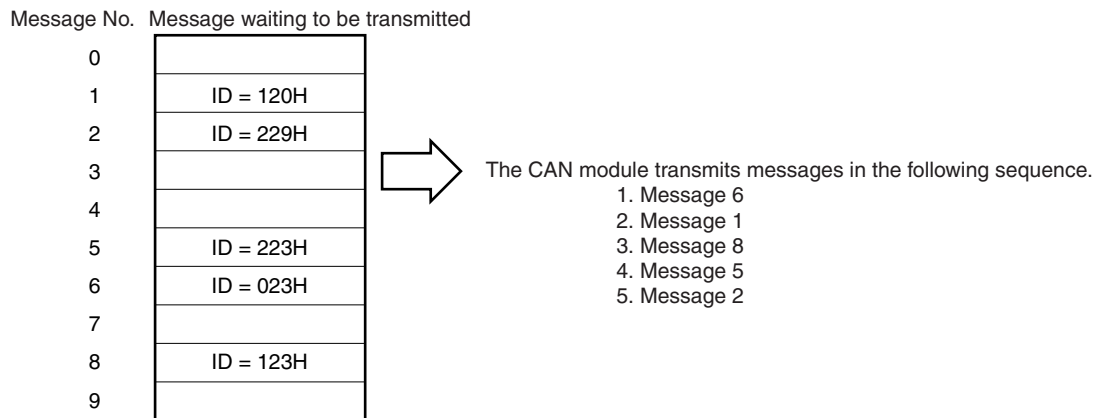 Message No. Message waiting to be transmitted
0
1 ID = 120H
2 ID = 229H
3
4
5 ID = 223H
6 ID = 023H
7
8 ID = 123H
9
The CAN module transmits messages in the following sequence.
1. Message 6
2. Message 1
3. Message 8
4. Message 5
5. Message 2